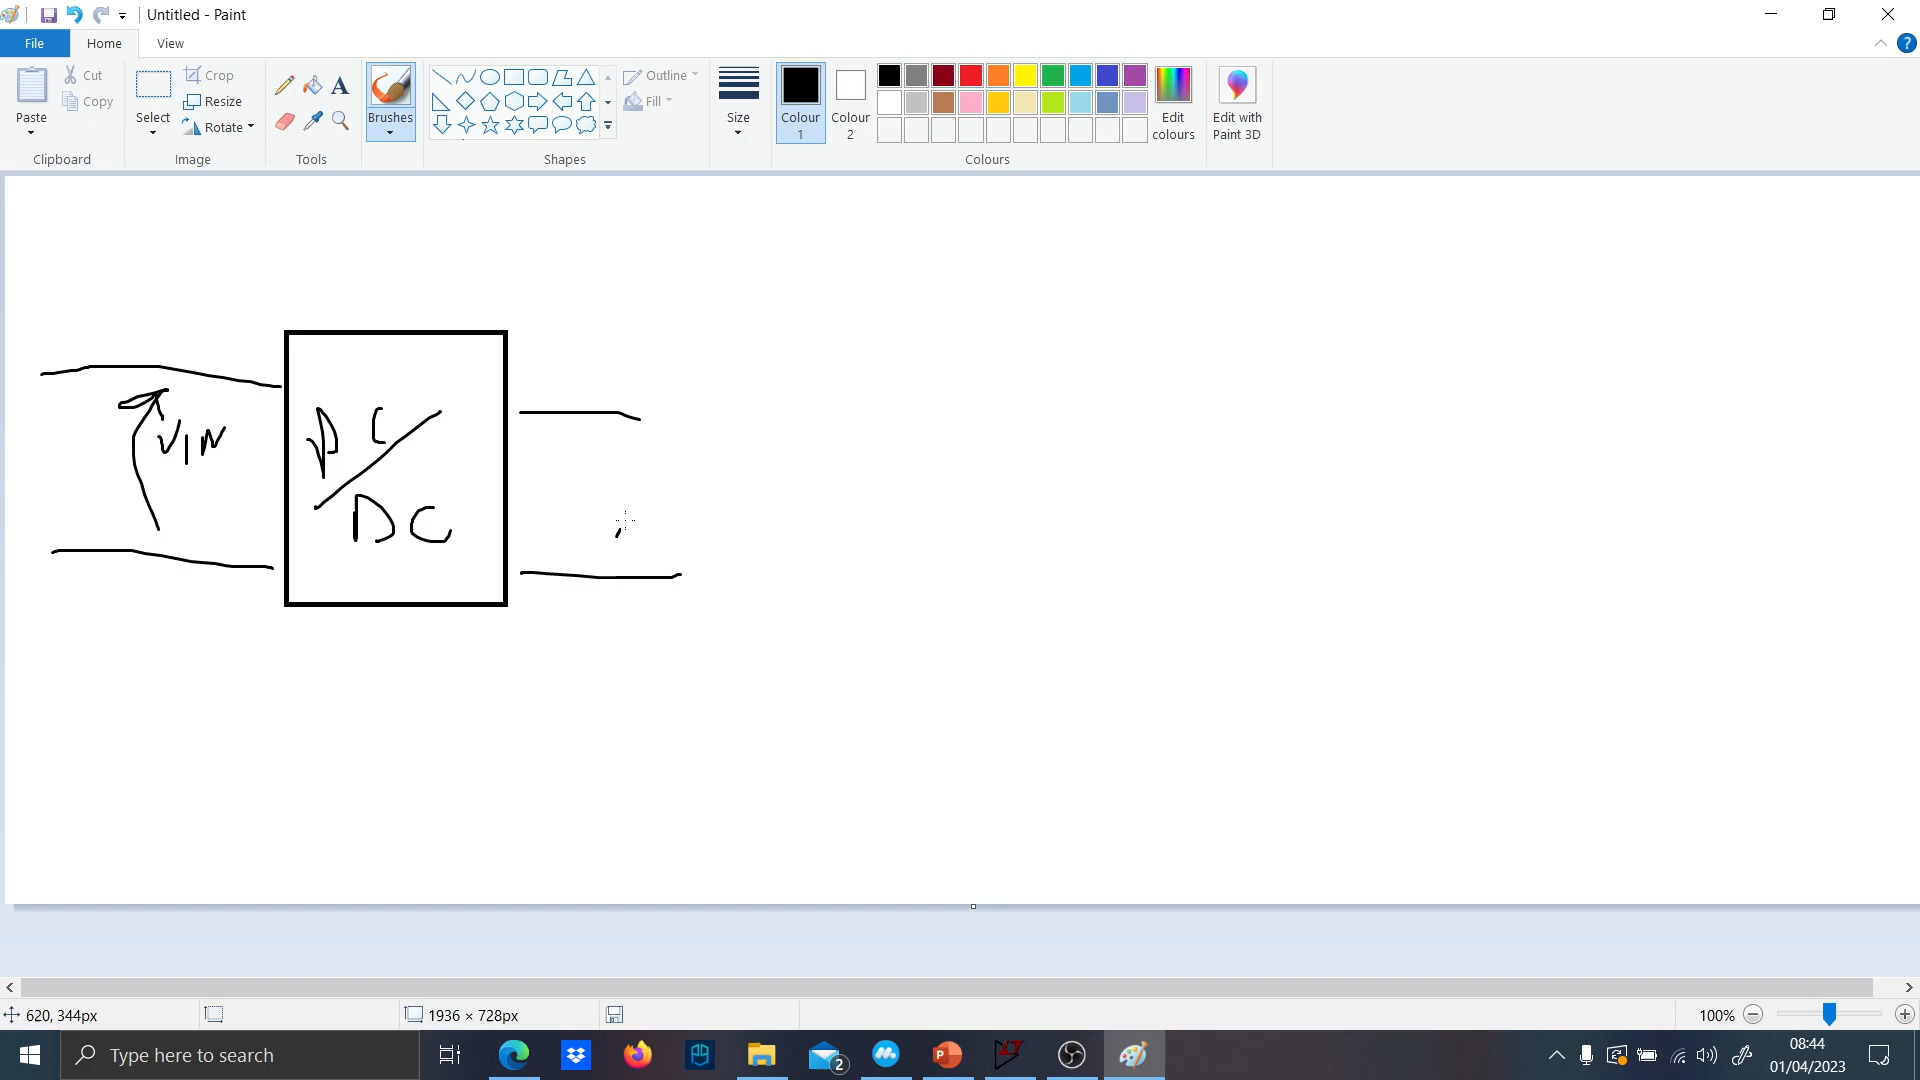 Untitled - Paint
File Home View
Cut
Copy
Paste
Clipboard
Select
Crop
Resize
Rotate
Image
Tools
Brushes
Shapes
Outline
Fill
Size
Colour 1
Colour 2
Edit colours
Colours
Edit with Paint 3D
VIN
DC
DC
620, 344px
1936 × 728px
100%
Type here to search
2
08:44
01/04/2023